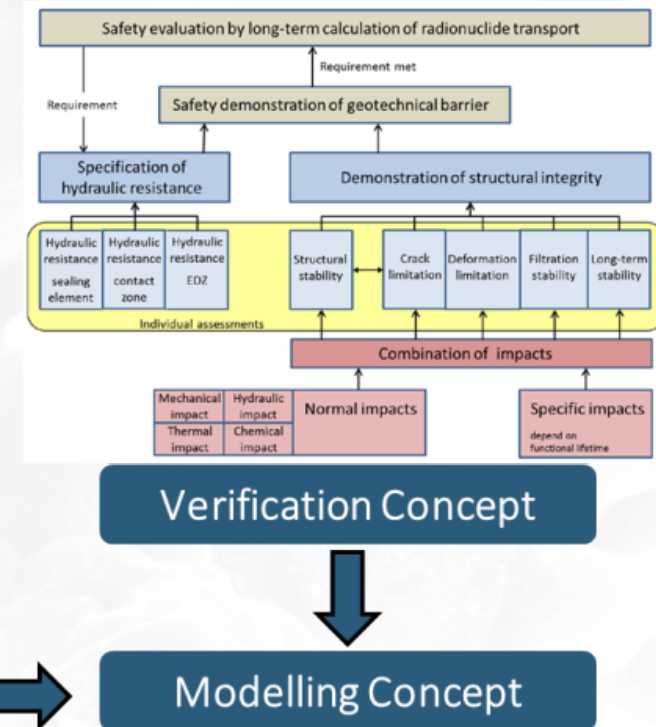 Safety evaluation by long-term calculation of radionuclide transport
Requirement met
Requirement
Safety demonstration of geotechnical barrier
Specification of
hydraulic resistance
Demonstration of structural integrity
Hydraulic
resistance
sealing
element
Hydraulic
resistance
contact
zone
Hydraulic
resistance
EDZ
Structural
stability
Crack
limitation
Deformation
limitation
Filtration
stability
Long-term
stability
Individual assessments
Combination of impacts
Mechanical
impact
Hydraulic
impact
Thermal
impact
Chemical
impact
Normal impacts
Specific impacts
depend on
functional lifetime
Verification Concept
Modelling Concept